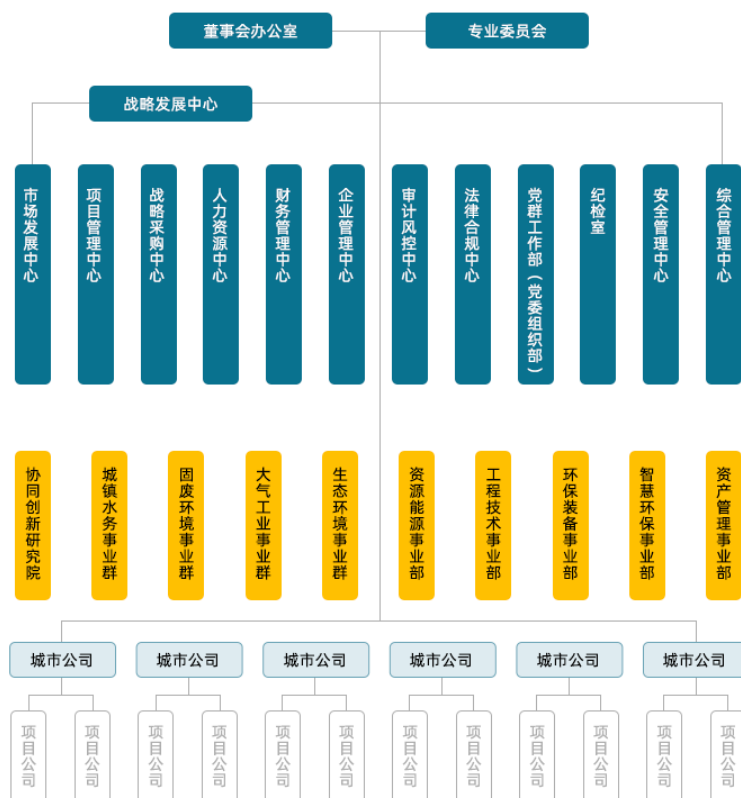 董事会办公室
专业委员会
战略发展中心
市场发展中心
项目管理中心
战略采购中心
人力资源中心
财务管理中心
企业管理中心
审计风控中心
法律合规中心
党群工作部（党委组织部）
纪检室
安全管理中心
综合管理中心
协同创新研究院
城镇水务事业群
固废环境事业群
大气工业事业群
生态环境事业群
资源能源事业部
工程技术事业部
环保装备事业部
智慧环保事业部
资产管理事业部
城市公司
城市公司
城市公司
城市公司
城市公司
城市公司
项目公司
项目公司
项目公司
项目公司
项目公司
项目公司
项目公司
项目公司
项目公司
项目公司
项目公司
项目公司